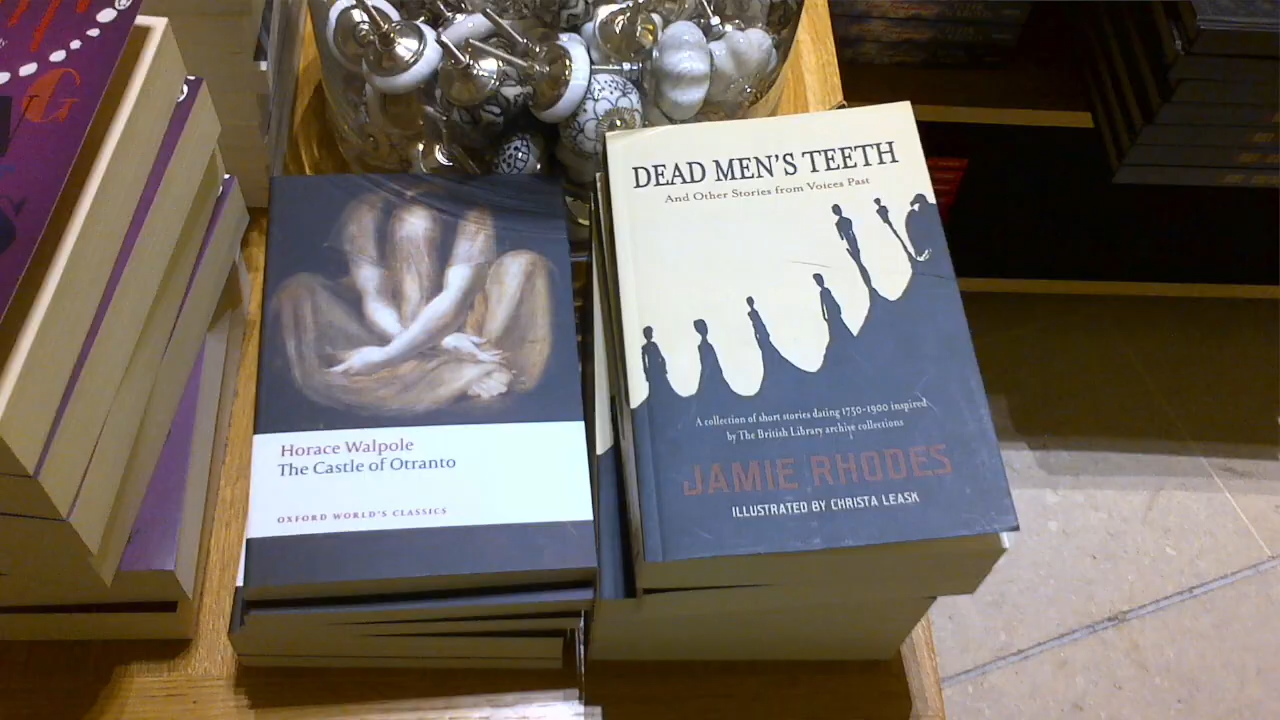 Horace Walpole
The Castle of Otranto
OXFORD WORLD'S CLASSICS
DEAD MEN'S TEETH
And Other Stories from Voices Past
A collection of short stories dating 1750-1900 inspired
by The British Library archive collections
JAMIE RHODES
ILLUSTRATED BY CHRISTA LEASK